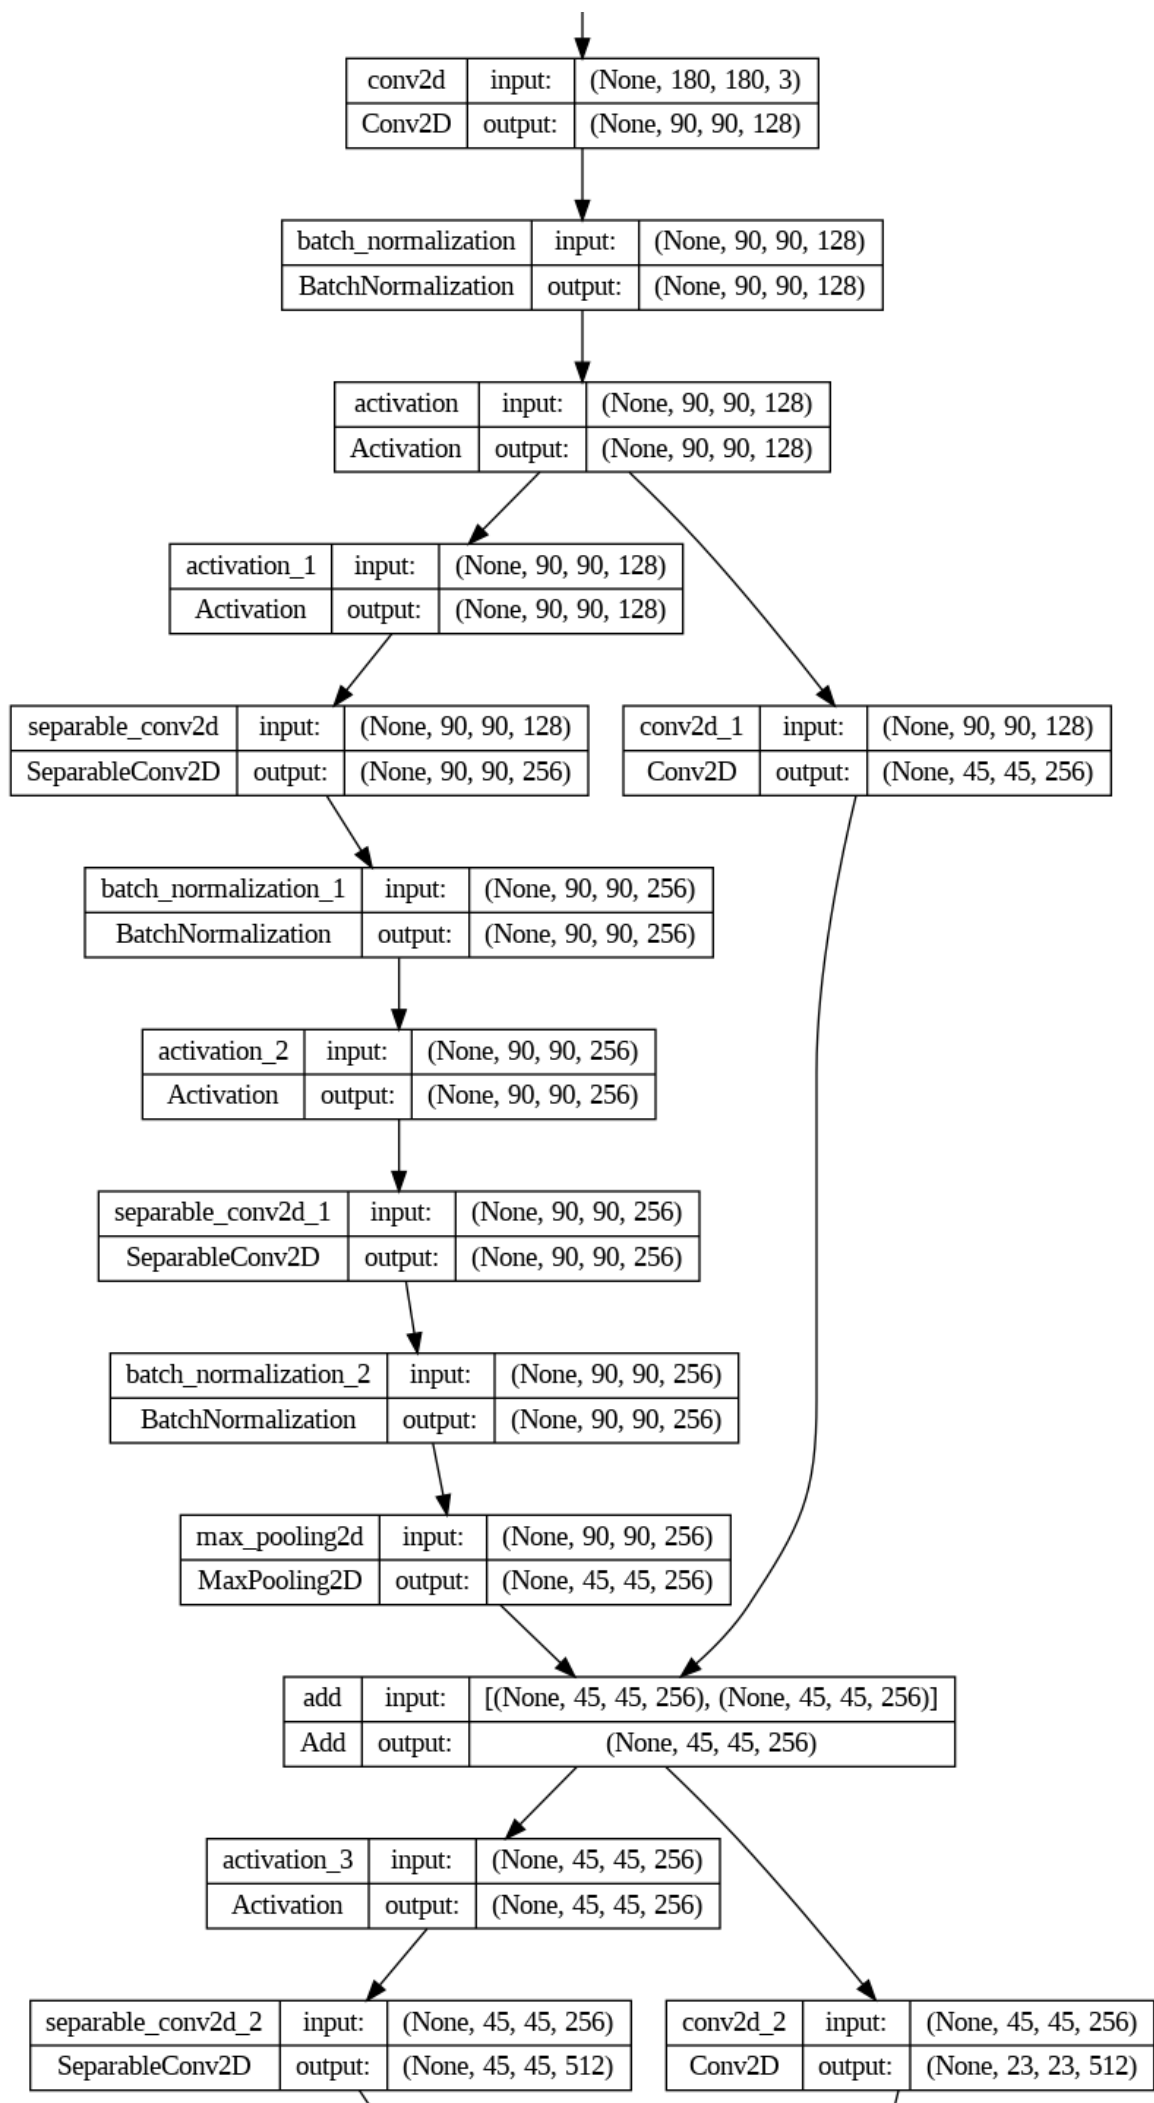 conv2d input: (None, 180, 180, 3)
Conv2D output: (None, 90, 90, 128)
batch_normalization input: (None, 90, 90, 128)
BatchNormalization output: (None, 90, 90, 128)
activation input: (None, 90, 90, 128)
Activation output: (None, 90, 90, 128)
activation_1 input: (None, 90, 90, 128)
Activation output: (None, 90, 90, 128)
separable_conv2d input: (None, 90, 90, 128)
SeparableConv2D output: (None, 90, 90, 256)
conv2d_1 input: (None, 90, 90, 128)
Conv2D output: (None, 45, 45, 256)
batch_normalization_1 input: (None, 90, 90, 256)
BatchNormalization output: (None, 90, 90, 256)
activation_2 input: (None, 90, 90, 256)
Activation output: (None, 90, 90, 256)
separable_conv2d_1 input: (None, 90, 90, 256)
SeparableConv2D output: (None, 90, 90, 256)
batch_normalization_2 input: (None, 90, 90, 256)
BatchNormalization output: (None, 90, 90, 256)
max_pooling2d input: (None, 90, 90, 256)
MaxPooling2D output: (None, 45, 45, 256)
add input: [(None, 45, 45, 256), (None, 45, 45, 256)]
Add output: (None, 45, 45, 256)
activation_3 input: (None, 45, 45, 256)
Activation output: (None, 45, 45, 256)
separable_conv2d_2 input: (None, 45, 45, 256)
SeparableConv2D output: (None, 45, 45, 512)
conv2d_2 input: (None, 45, 45, 256)
Conv2D output: (None, 23, 23, 512)